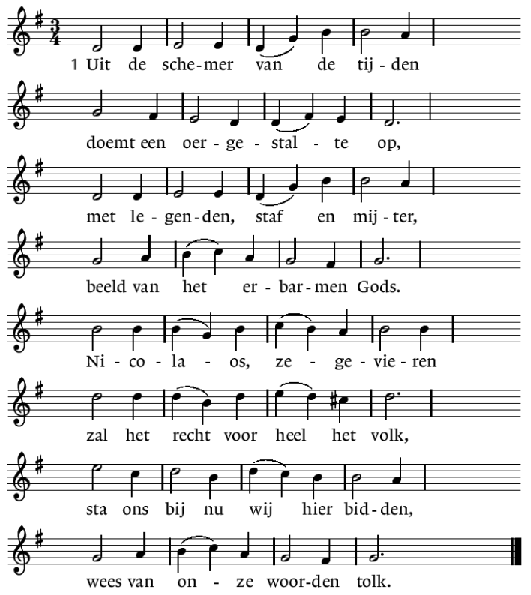 3
4
1 Uit de sche-mer van de tij-den
doemt een oer-ge-stal-te op,
met le-gen-den, staf en mij-ter,
beeld van het er-bar-men Gods.
Ni-co-la-os, ze-ge-vie-ren
zal het recht voor heel het volk,
sta ons bij nu wij hier bid-den,
wees van on-ze woor-den tolk.